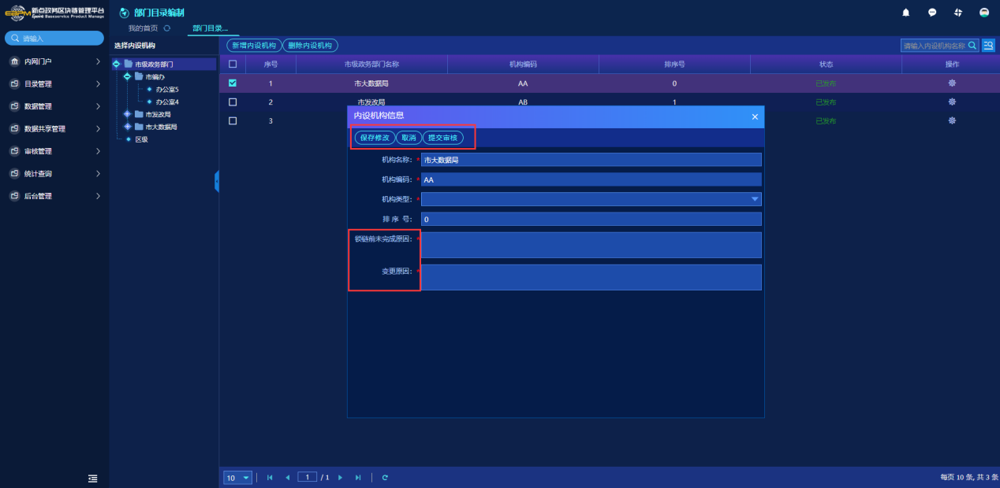 新点政务区块链管理平台
Epoint Baseservice Product Manage
请输入
内网门户
目录管理
数据管理
数据共享管理
审核管理
统计查询
后台管理
部门目录编制
我的首页
部门目录...
选择内设机构
市级政务部门
市编办
办公室5
办公室4
市发改局
市大数据局
区级
新增内设机构 删除内设机构
请输入内设机构名称
序号 市级政务部门名称 机构编码 排序号 状态 操作
1 市大数据局 AA 0 已发布
2 市发改局 AB 1 已发布
3 已发布
内设机构信息
保存修改 取消 提交审核
机构名称: * 市大数据局
机构编码: * AA
机构类型: *
排 序 号: 0
锁链前未完成原因: *
变更原因: *
10 1 / 1
每页 10 条, 共 3 条